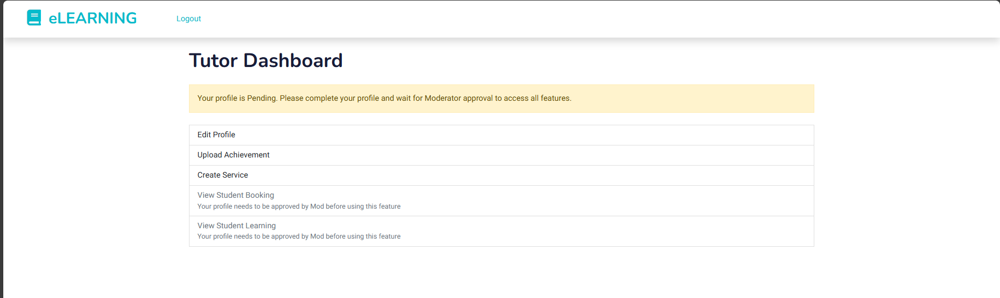 eLEARNING
Logout
Tutor Dashboard
Your profile is Pending. Please complete your profile and wait for Moderator approval to access all features.
Edit Profile
Upload Achievement
Create Service
View Student Booking
Your profile needs to be approved by Mod before using this feature
View Student Learning
Your profile needs to be approved by Mod before using this feature